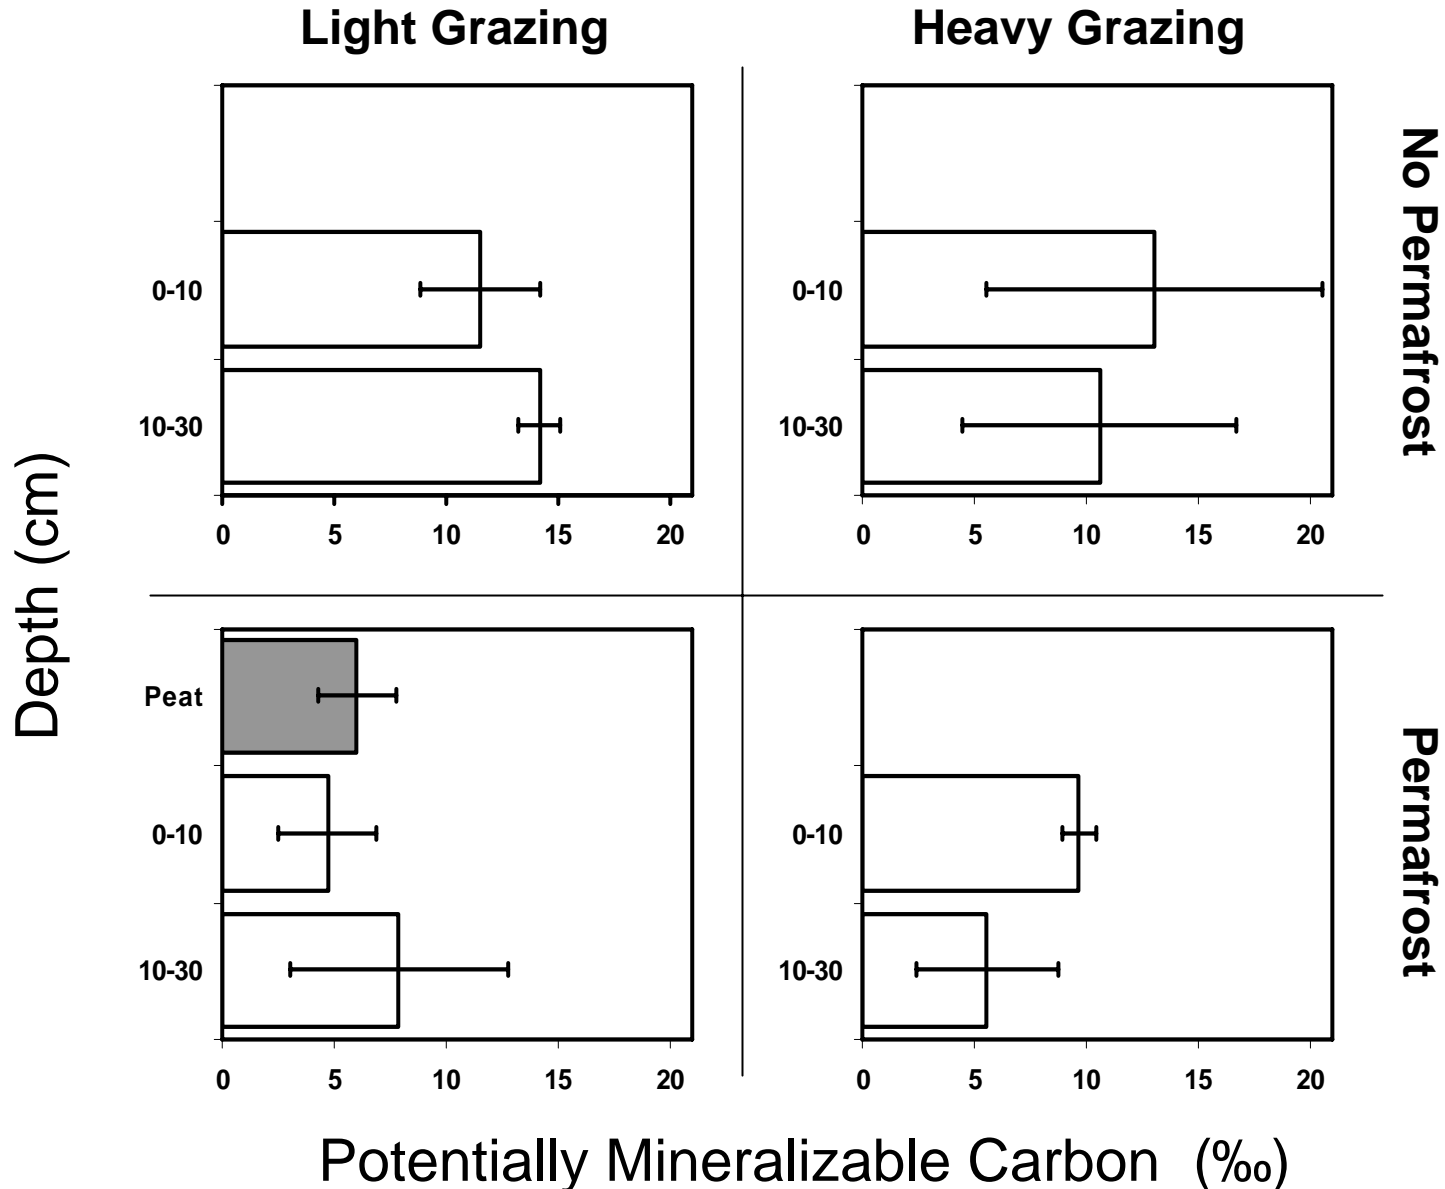 Light Grazing
Heavy Grazing
0-10
10-30
0 5 10 15 20
0-10
10-30
0 5 10 15 20
No Permafrost
Depth (cm)
Peat
0-10
10-30
0 5 10 15 20
0-10
10-30
0 5 10 15 20
Permafrost
Potentially Mineralizable Carbon (‰)